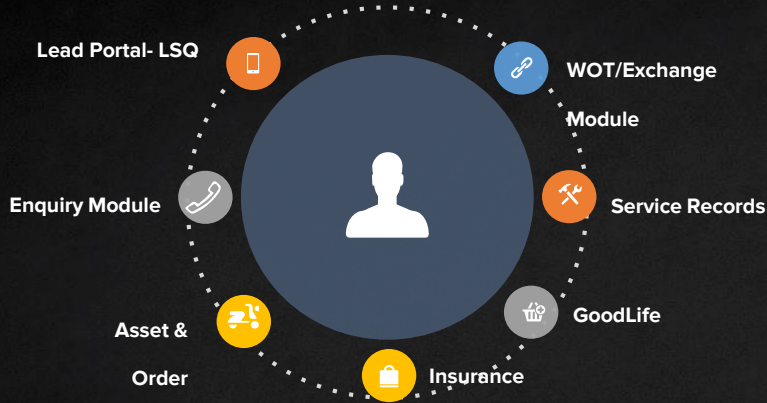 Lead Portal- LSQ
WOT/Exchange
Module
Enquiry Module
Service Records
Asset &
Order
GoodLife
Insurance